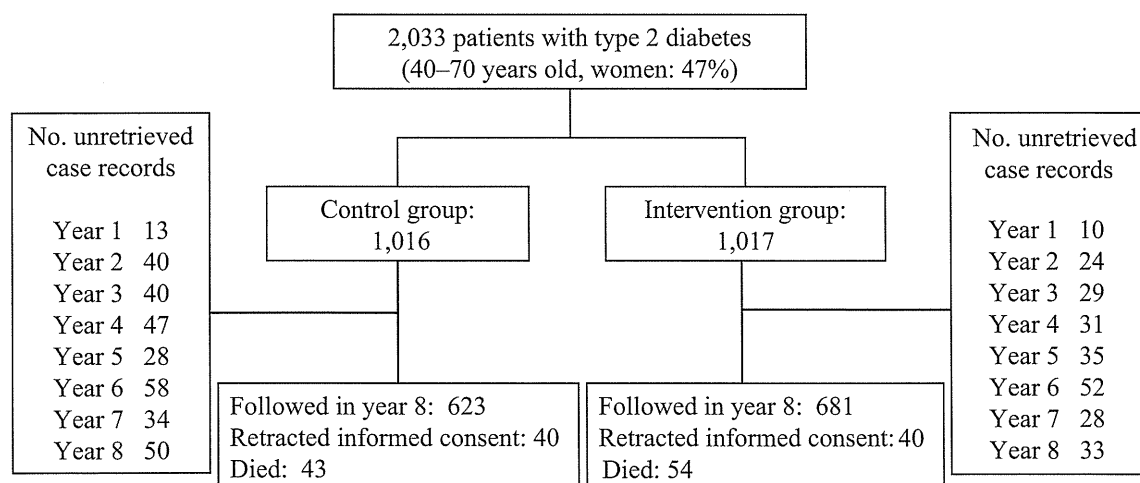 2,033 patients with type 2 diabetes
(40–70 years old, women: 47%)
No. unretrieved
case records
Year 1 13
Year 2 40
Year 3 40
Year 4 47
Year 5 28
Year 6 58
Year 7 34
Year 8 50
Control group:
1,016
Intervention group:
1,017
No. unretrieved
case records
Year 1 10
Year 2 24
Year 3 29
Year 4 31
Year 5 35
Year 6 52
Year 7 28
Year 8 33
Followed in year 8: 623
Retracted informed consent: 40
Died: 43
Followed in year 8: 681
Retracted informed consent: 40
Died: 54